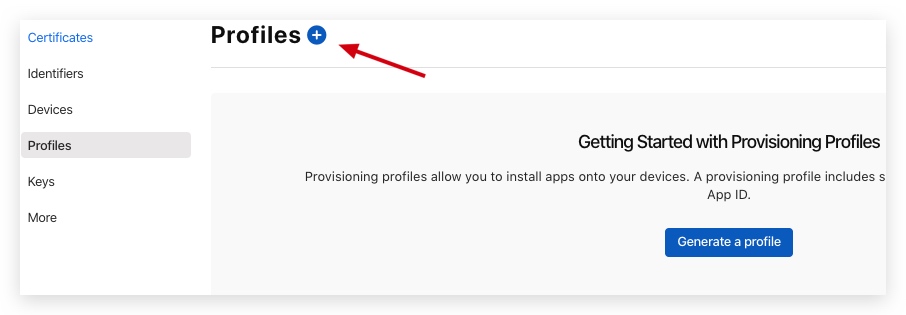 Certificates
Identifiers
Devices
Profiles
Keys
More
Profiles
Getting Started with Provisioning Profiles
Provisioning profiles allow you to install apps onto your devices. A provisioning profile includes s
App ID.
Generate a profile